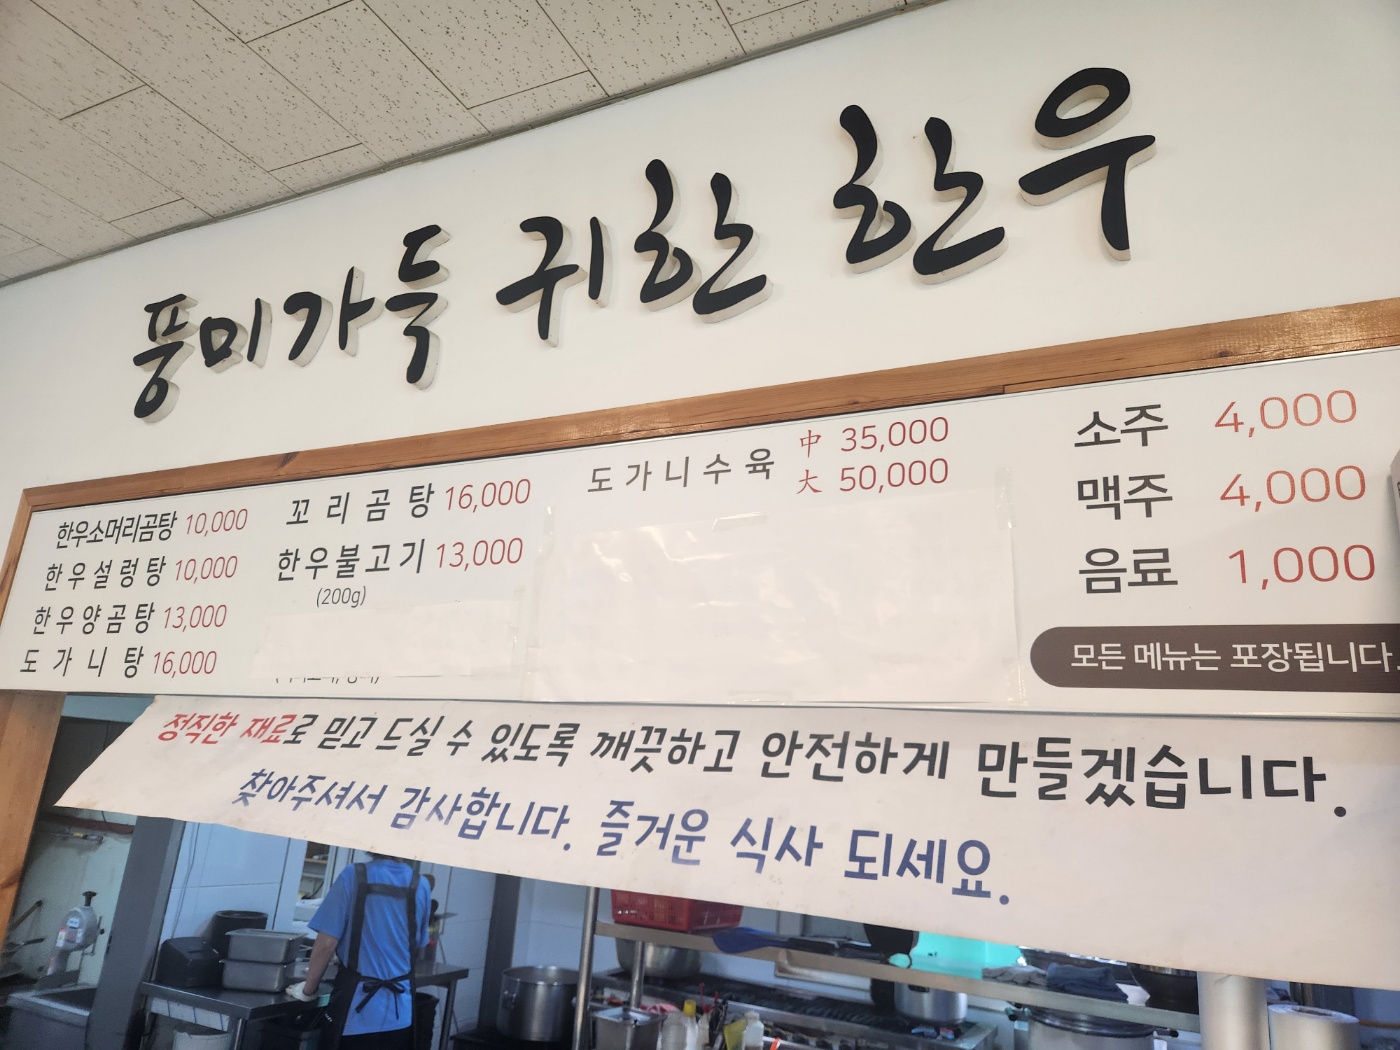 풍미가득 귀한 한우
한우소머리곰탕 10,000
한우설렁탕 10,000
한우양곰탕 13,000
도가니탕 16,000
꼬리곰탕 16,000
한우불고기 13,000
(200g)
도가니수육 中 35,000
大 50,000
소주 4,000
맥주 4,000
음료 1,000
모든 메뉴는 포장됩니다.
정직한 재료로 믿고 드실 수 있도록 깨끗하고 안전하게 만들겠습니다.
찾아주셔서 감사합니다. 즐거운 식사 되세요.